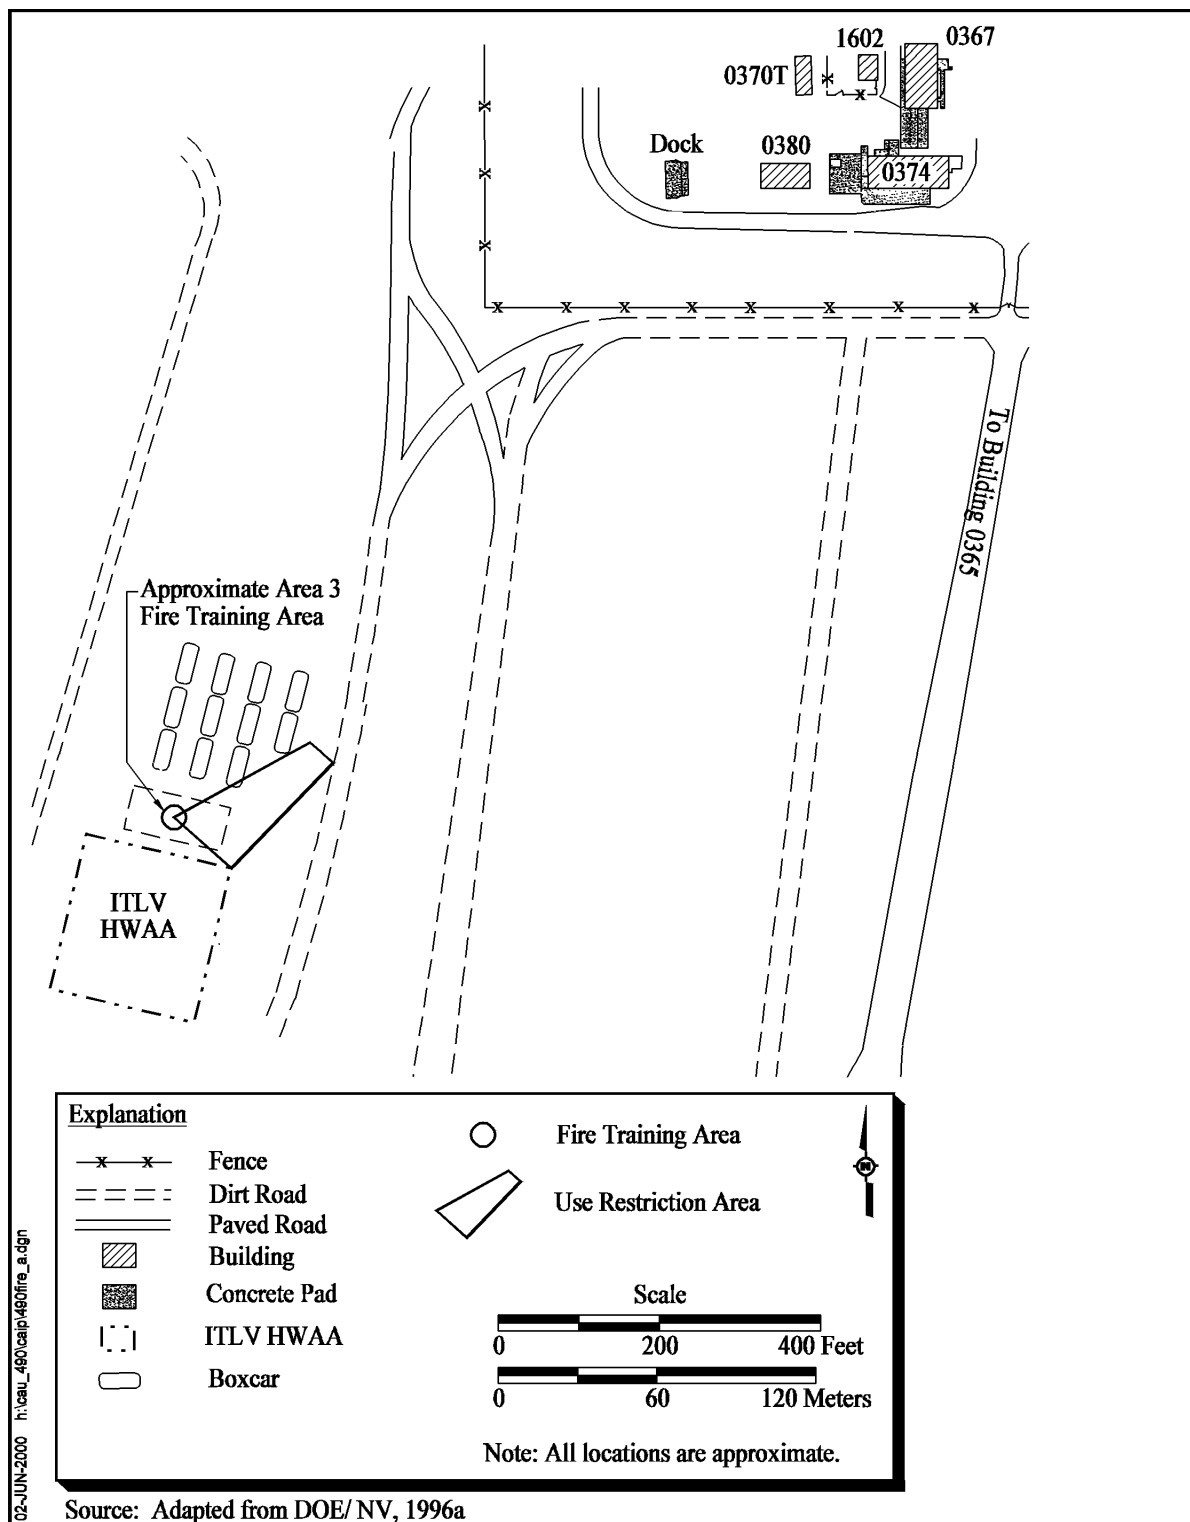 1602
0367
0370T
Dock
0380
0374
To Building 0365
Approximate Area 3
Fire Training Area
ITLV
HWAA
Explanation
Fence
Dirt Road
Paved Road
Building
Concrete Pad
ITLV HWAA
Boxcar
Fire Training Area
Use Restriction Area
N
Scale
0 200 400 Feet
0 60 120 Meters
Note: All locations are approximate.
02-JUN-2000 h:\cau_490\caip\490fire_a.dgn
Source: Adapted from DOE/ NV, 1996a